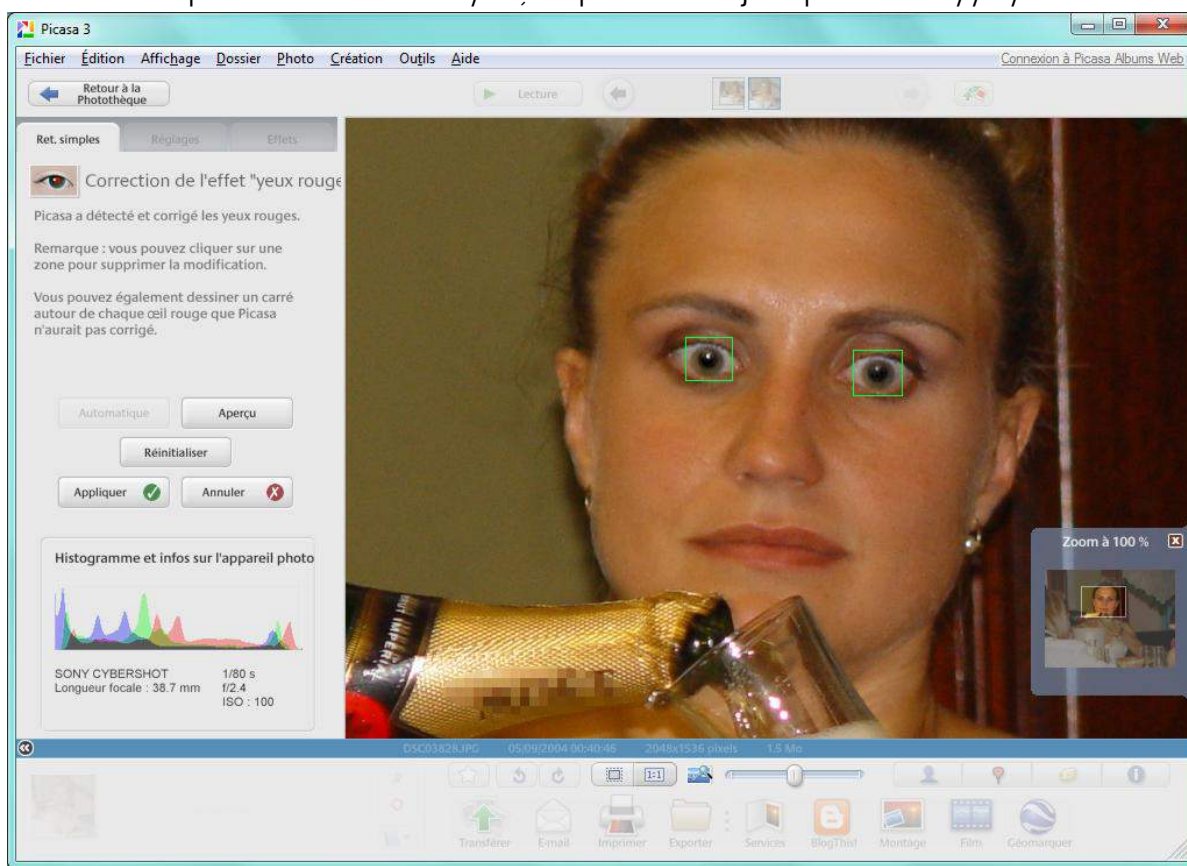 Picasa 3
Fichier Édition Affichage Dossier Photo Création Outils Aide
Connexion à Picasa Albums Web
Retour à la
Photothèque
Lecture
Ret. simples Réglages Effets
Correction de l'effet "yeux rouge
Picasa a détecté et corrigé les yeux rouges.
Remarque : vous pouvez cliquer sur une
zone pour supprimer la modification.
Vous pouvez également dessiner un carré
autour de chaque œil rouge que Picasa
n'aurait pas corrigé.
Automatique Aperçu
Réinitialiser
Appliquer Annuler
Zoom à 100 %
Histogramme et infos sur l'appareil photo
SONY CYBERSHOT 1/80 s
Longueur focale : 38.7 mm f/2.4
ISO : 100
DSC03828.JPG 05/09/2004 00:40:46 2048x1536 pixels 1.5 Mo
1:1
Transférer E-mail Imprimer Exporter Services BlogThis! Montage Film Géomarquer